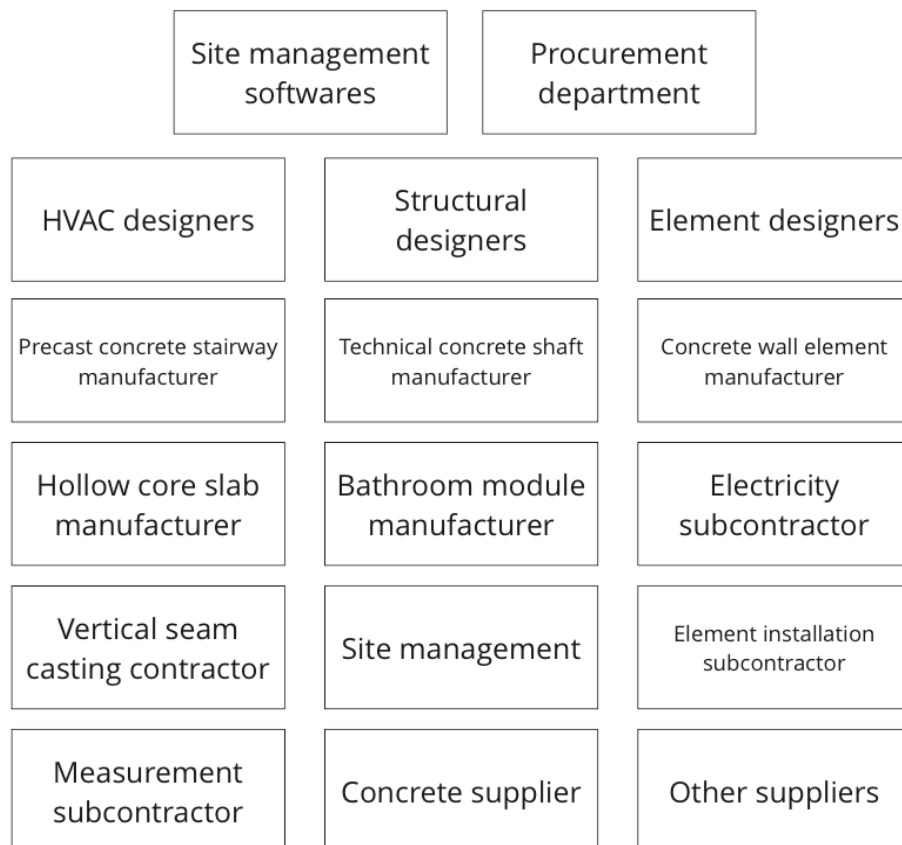 Site management
softwares
Procurement
department
HVAC designers
Structural
designers
Element designers
Precast concrete stairway
manufacturer
Technical concrete shaft
manufacturer
Concrete wall element
manufacturer
Hollow core slab
manufacturer
Bathroom module
manufacturer
Electricity
subcontractor
Vertical seam
casting contractor
Site management
Element installation
subcontractor
Measurement
subcontractor
Concrete supplier
Other suppliers